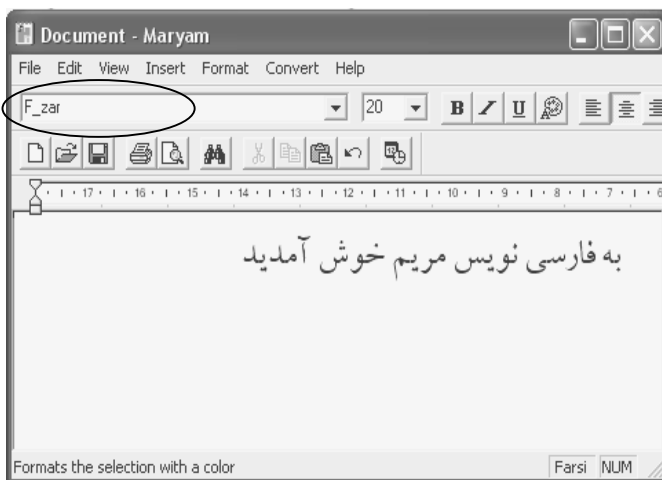 Document - Maryam
File Edit View Insert Format Convert Help
F_zar 20 B I U
17 16 15 14 13 12 11 10 9 8 7 6
به فارسی نویس مریم خوش آمدید
Formats the selection with a color Farsi NUM